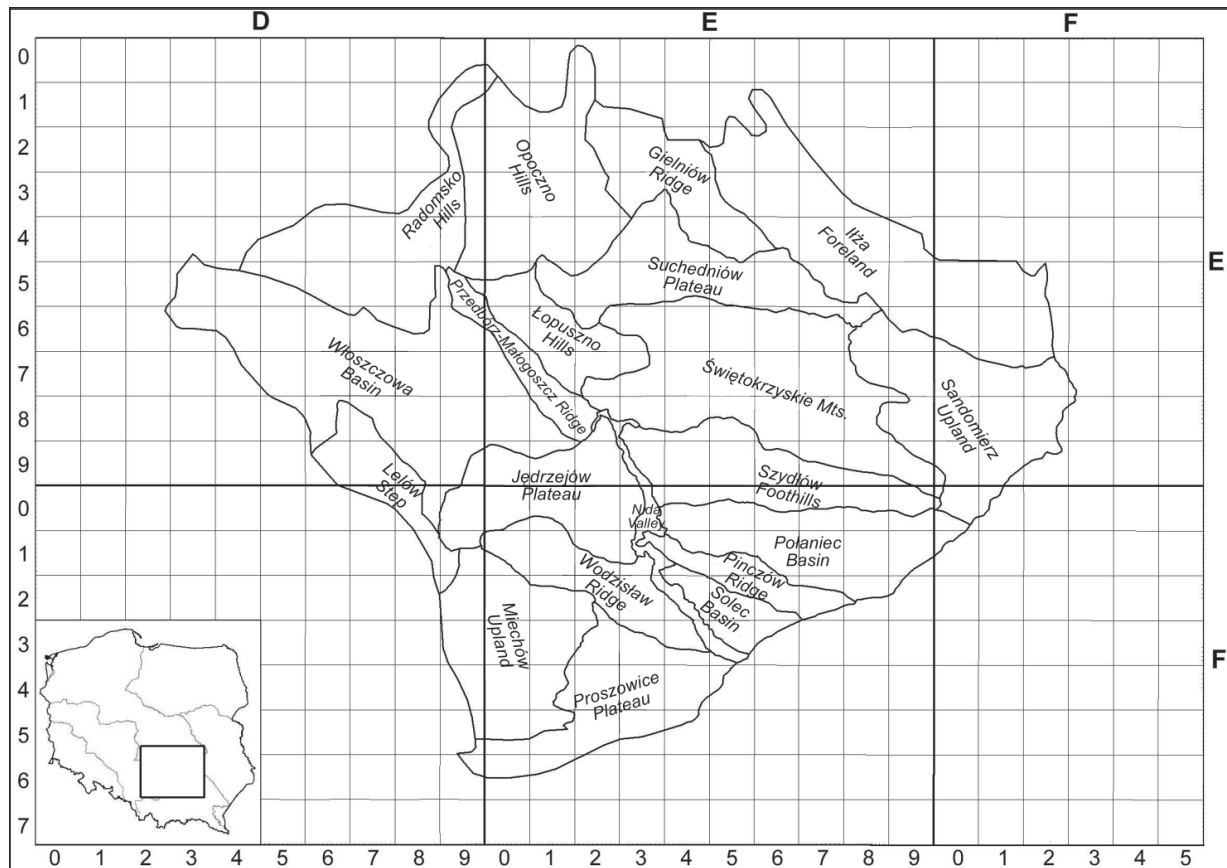 D E F
0
1
2
3
4
5
6
7
8
9
0
1
2
3
4
5
6
7
E
F
Opoczno
Hills
Gielniów
Ridge
Radomsko
Hills
Iłża
Foreland
Suchedniów
Plateau
Przedbórz-Małogoszcz Ridge
Łopuszno
Hills
Włoszczowa
Basin
Świętokrzyskie Mts.
Sandomierz
Upland
Lelów
Step
Jędrzejów
Plateau
Szydłów
Foothills
Nida
Valley
Połaniec
Basin
Pinczów
Ridge
Wodzisław
Ridge
Solec
Basin
Miechów
Upland
Proszowice
Plateau
0 1 2 3 4 5 6 7 8 9 0 1 2 3 4 5 6 7 8 9 0 1 2 3 4 5